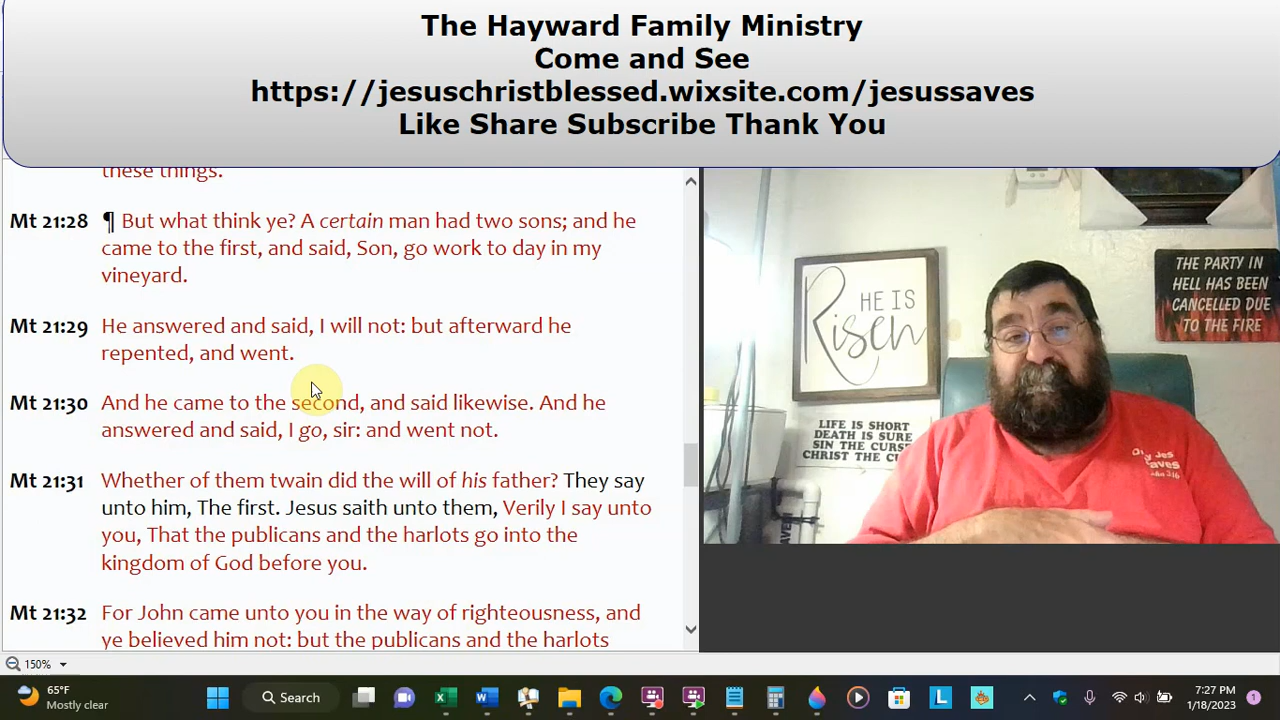 The Hayward Family Ministry
Come and See
https://jesuschristblessed.wixsite.com/jesussaves
Like Share Subscribe Thank You
these things.
Mt 21:28 ¶ But what think ye? A certain man had two sons; and he
came to the first, and said, Son, go work to day in my
vineyard.
Mt 21:29 He answered and said, I will not: but afterward he
repented, and went.
Mt 21:30 And he came to the second, and said likewise. And he
answered and said, I go, sir: and went not.
Mt 21:31 Whether of them twain did the will of his father? They say
unto him, The first. Jesus saith unto them, Verily I say unto
you, That the publicans and the harlots go into the
kingdom of God before you.
Mt 21:32 For John came unto you in the way of righteousness, and
ye believed him not: but the publicans and the harlots
HE IS
Risen
THE PARTY IN
HELL HAS BEEN
CANCELLED DUE
TO THE FIRE
LIFE IS SHORT
DEATH IS SURE
SIN THE CURSE
CHRIST THE
150%
65°F
Mostly clear
Search
7:27 PM
1/18/2023
1